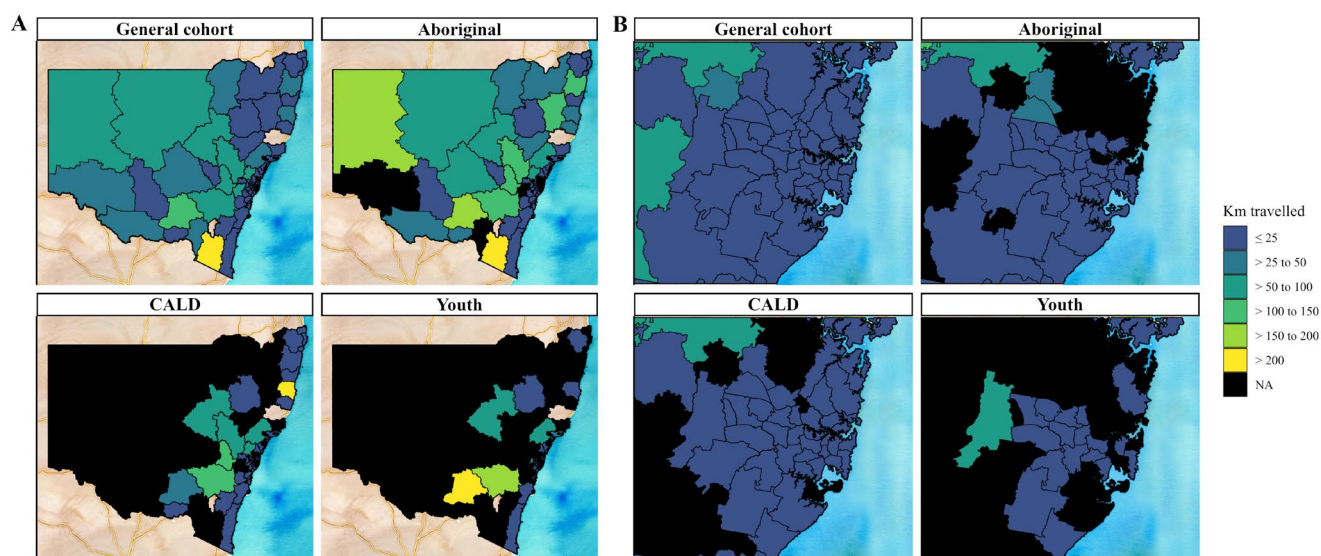 A
General cohort
Aboriginal
CALD
Youth
B
General cohort
Aboriginal
CALD
Youth
Km travelled
≤ 25
> 25 to 50
> 50 to 100
> 100 to 150
> 150 to 200
> 200
NA